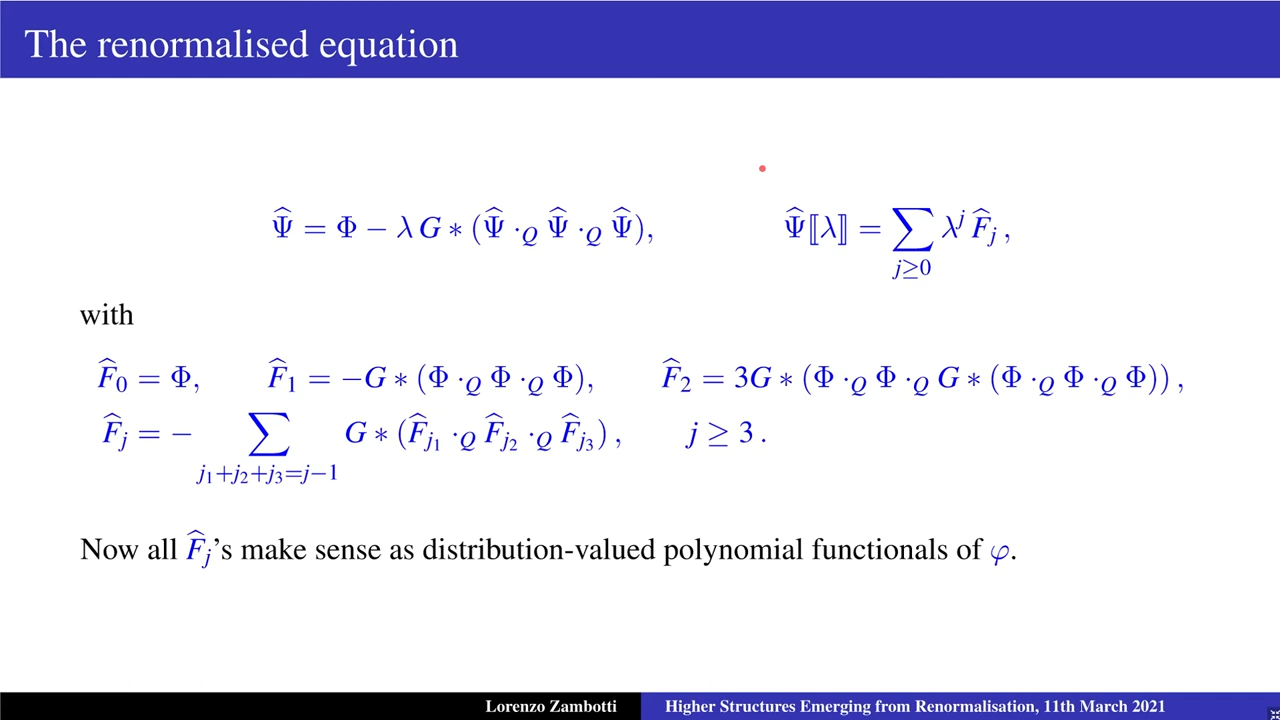 The renormalised equation
Ψ̂ = Φ − λ G ∗ (Ψ̂ ·_Q Ψ̂ ·_Q Ψ̂), Ψ̂⟦λ⟧ = ∑_{j≥0} λ^j F̂_j ,
with
F̂_0 = Φ, F̂_1 = −G ∗ (Φ ·_Q Φ ·_Q Φ), F̂_2 = 3G ∗ (Φ ·_Q Φ ·_Q G ∗ (Φ ·_Q Φ ·_Q Φ)) ,
F̂_j = − ∑_{j_1+j_2+j_3=j−1} G ∗ (F̂_{j_1} ·_Q F̂_{j_2} ·_Q F̂_{j_3}) , j ≥ 3 .
Now all F̂_j's make sense as distribution-valued polynomial functionals of φ.
Lorenzo Zambotti Higher Structures Emerging from Renormalisation, 11th March 2021